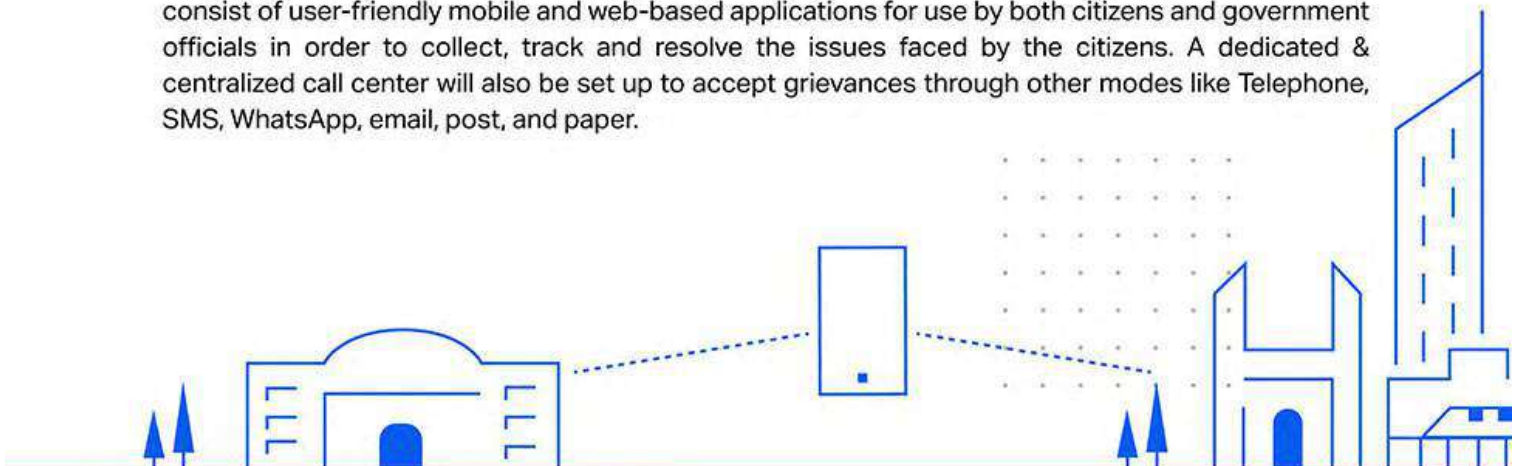 consist of user-friendly mobile and web-based applications for use by both citizens and government
officials in order to collect, track and resolve the issues faced by the citizens. A dedicated &
centralized call center will also be set up to accept grievances through other modes like Telephone,
SMS, WhatsApp, email, post, and paper.